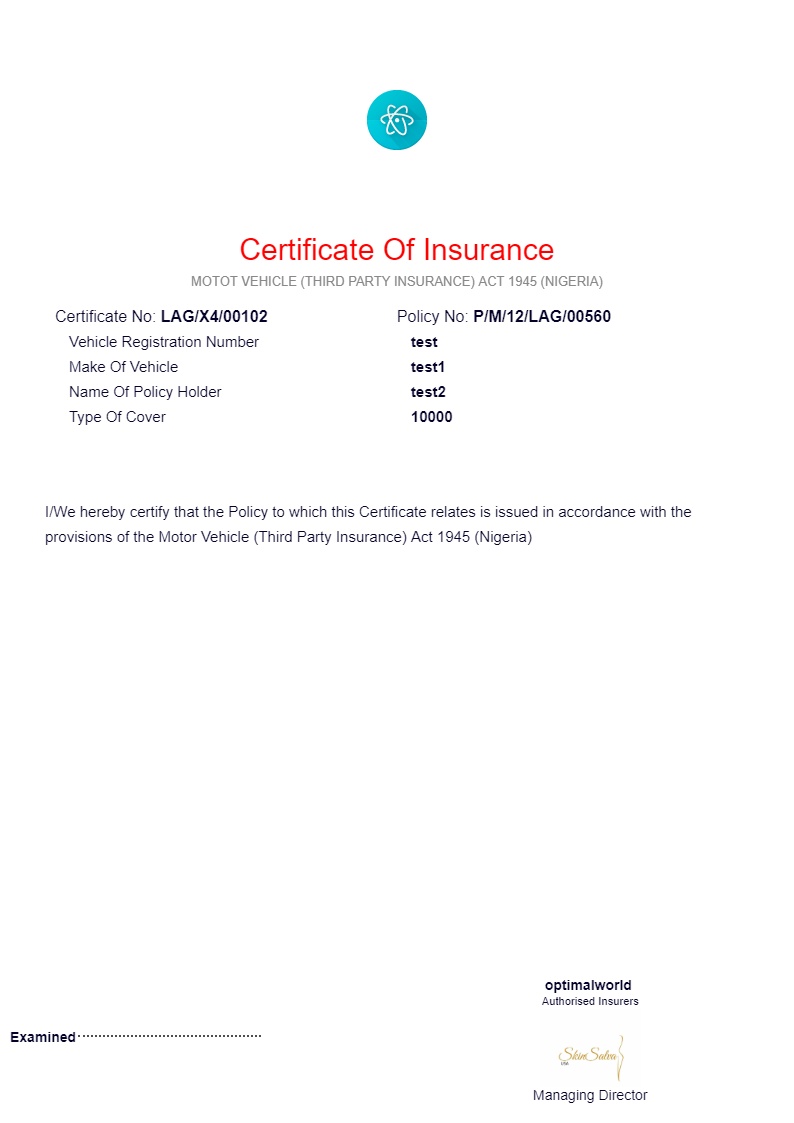 Certificate Of Insurance
MOTOT VEHICLE (THIRD PARTY INSURANCE) ACT 1945 (NIGERIA)
Certificate No: LAG/X4/00102 Policy No: P/M/12/LAG/00560
Vehicle Registration Number test
Make Of Vehicle test1
Name Of Policy Holder test2
Type Of Cover 10000
I/We hereby certify that the Policy to which this Certificate relates is issued in accordance with the
provisions of the Motor Vehicle (Third Party Insurance) Act 1945 (Nigeria)
optimalworld
Authorised Insurers
Examined
SkinSalva
USA
Managing Director